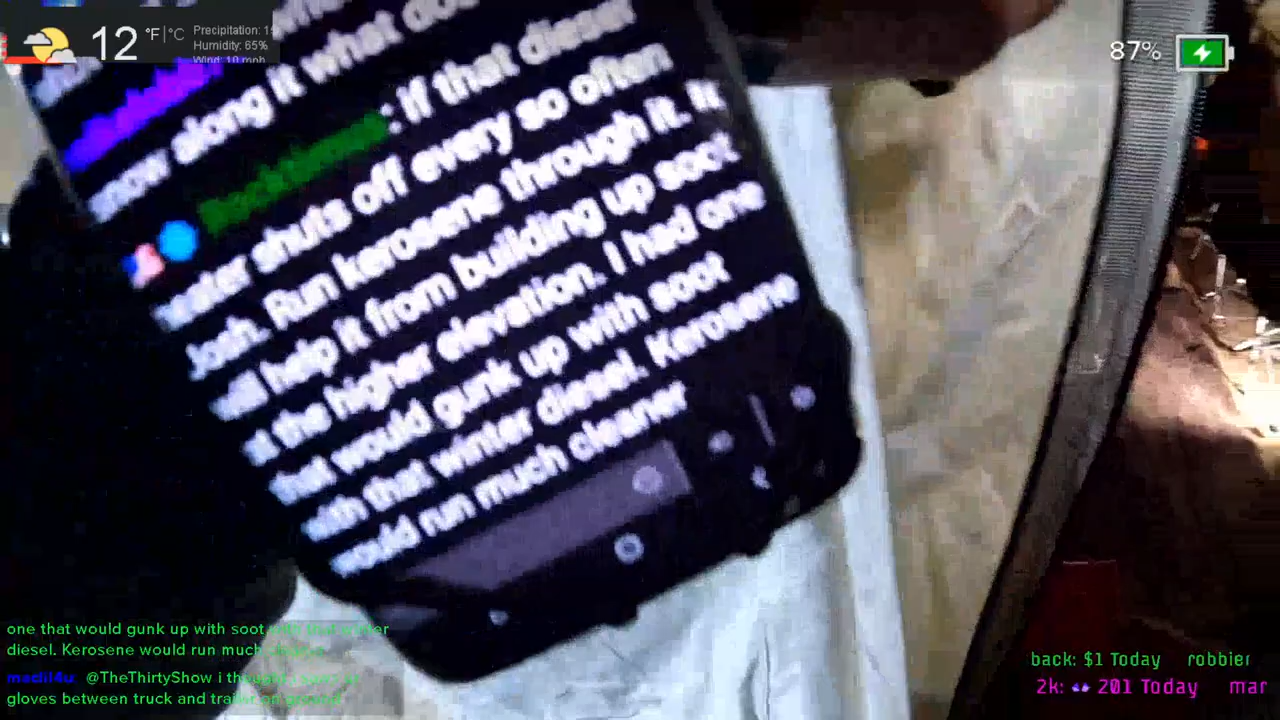 12 °F|°C
Precipitation: 1
Humidity: 65%
Wind: 10 mph
87%
along it what
: if that diesel
shuts off every so often
Josh. Run kerosene through it. It
will help it from building up soot
at the higher elevation. I had one
that would gunk up with soot
with that winter diesel. Kerosene
would run much cleaner
one that would gunk up with soot with that winter
diesel. Kerosene would run much cleaner
madil4u: @TheThirtyShow i thought i
gloves between truck and trailer on ground
back: $1 Today robbier
2k: 201 Today mar